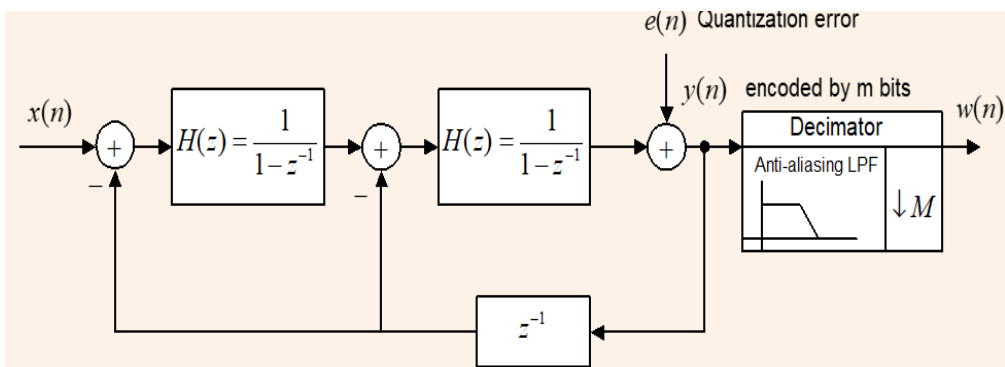 e(n) Quantization error
y(n) encoded by m bits
w(n)
x(n)
+
H(z) = 1 / (1 − z⁻¹)
+
H(z) = 1 / (1 − z⁻¹)
+
Decimator
Anti-aliasing LPF
↓ M
−
−
z⁻¹